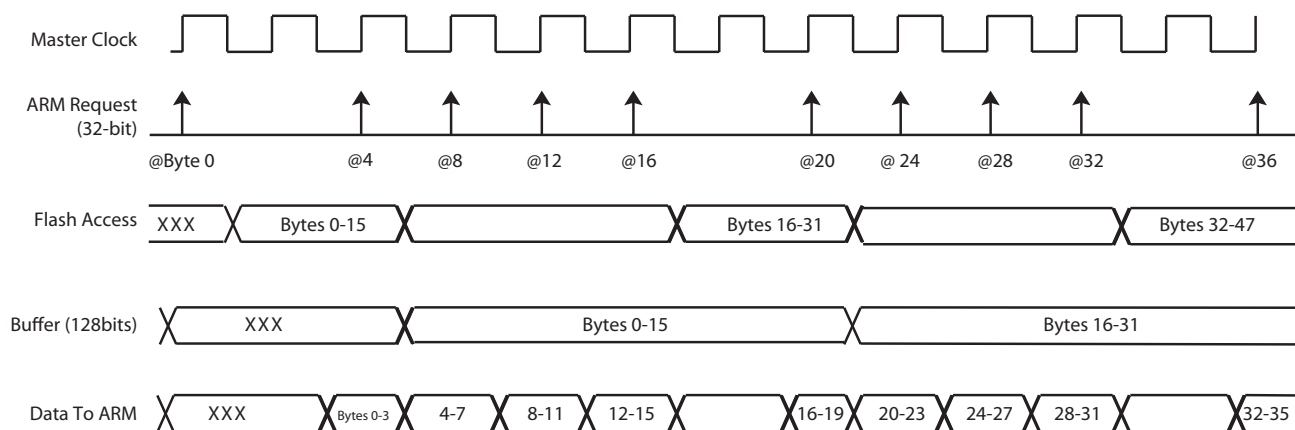 Master Clock
ARM Request
(32-bit)
@Byte 0 @4 @8 @12 @16 @20 @ 24 @28 @32 @36
Flash Access XXX Bytes 0-15 Bytes 16-31 Bytes 32-47
Buffer (128bits) XXX Bytes 0-15 Bytes 16-31
Data To ARM XXX Bytes 0-3 4-7 8-11 12-15 16-19 20-23 24-27 28-31 32-35